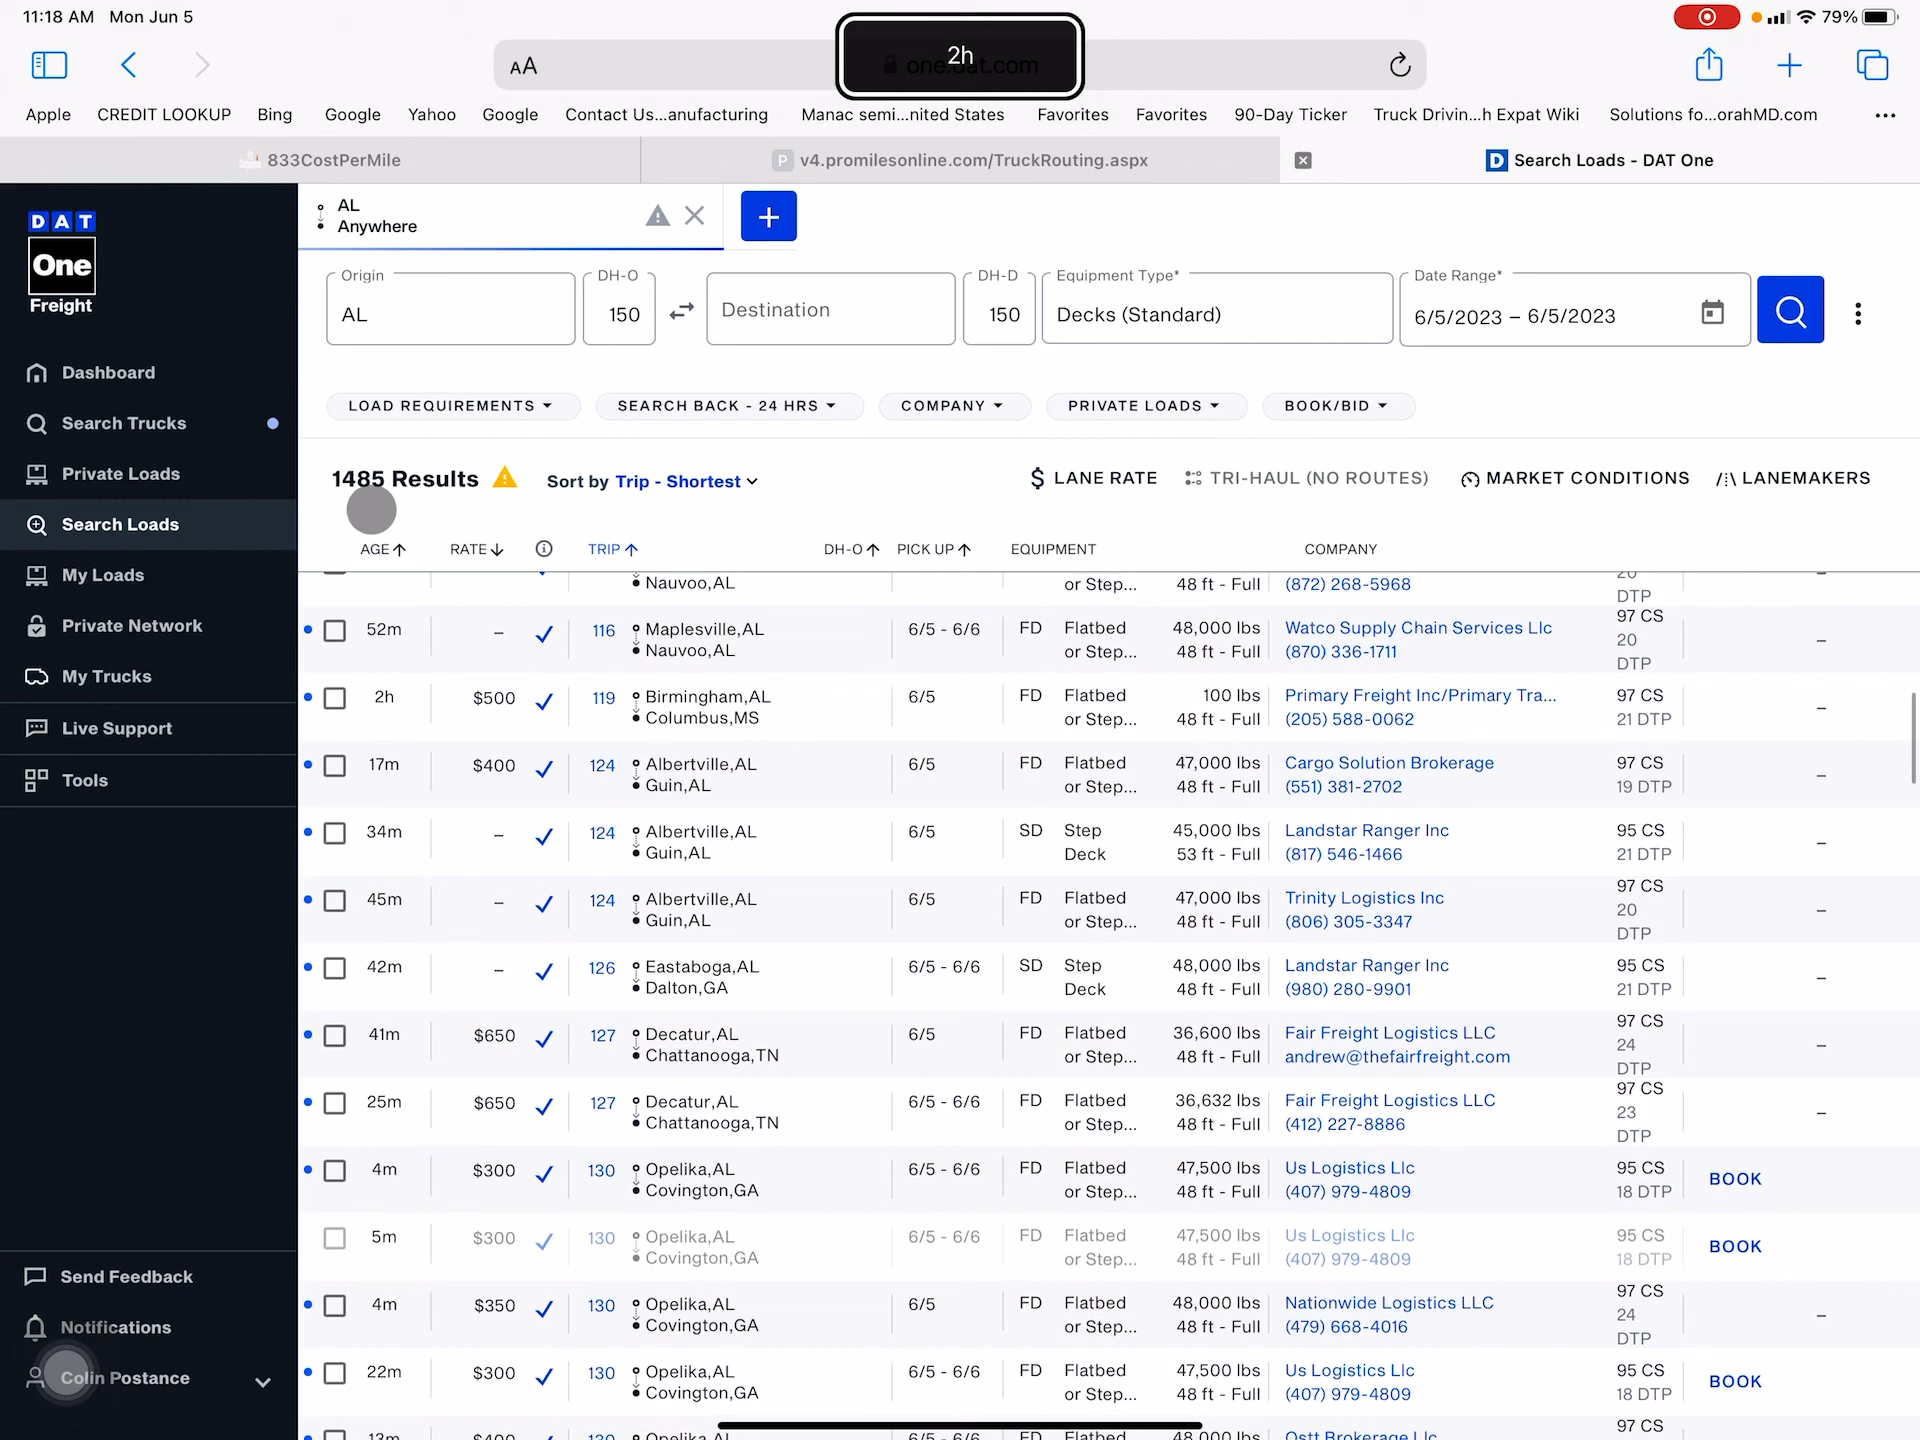 11:18 AM Mon Jun 5
79%
AA
2h
one.dat.com
Apple CREDIT LOOKUP Bing Google Yahoo Google Contact Us...anufacturing Manac semi...nited States Favorites Favorites 90-Day Ticker Truck Drivin...h Expat Wiki Solutions fo...orahMD.com
833CostPerMile
P v4.promilesonline.com/TruckRouting.aspx
D Search Loads - DAT One
DAT
One
Freight
Dashboard
Search Trucks
Private Loads
Search Loads
My Loads
Private Network
My Trucks
Live Support
Tools
Send Feedback
Notifications
Colin Postance
AL
Anywhere
Origin DH-O DH-D Equipment Type* Date Range*
AL 150 Destination 150 Decks (Standard) 6/5/2023 – 6/5/2023
LOAD REQUIREMENTS SEARCH BACK - 24 HRS COMPANY PRIVATE LOADS BOOK/BID
1485 Results Sort by Trip - Shortest $ LANE RATE TRI-HAUL (NO ROUTES) MARKET CONDITIONS LANEMAKERS
AGE RATE TRIP DH-O PICK UP EQUIPMENT COMPANY
20
Nauvoo,AL or Step... 48 ft - Full (872) 268-5968 –
DTP
97 CS
52m – 116 Maplesville,AL 6/5 - 6/6 FD Flatbed 48,000 lbs Watco Supply Chain Services Llc
20 –
Nauvoo,AL or Step... 48 ft - Full (870) 336-1711
DTP
2h $500 119 Birmingham,AL 6/5 FD Flatbed 100 lbs Primary Freight Inc/Primary Tra... 97 CS
Columbus,MS or Step... 48 ft - Full (205) 588-0062 21 DTP –
17m $400 124 Albertville,AL 6/5 FD Flatbed 47,000 lbs Cargo Solution Brokerage 97 CS
Guin,AL or Step... 48 ft - Full (551) 381-2702 19 DTP –
34m – 124 Albertville,AL 6/5 SD Step 45,000 lbs Landstar Ranger Inc 95 CS
Guin,AL Deck 53 ft - Full (817) 546-1466 21 DTP –
97 CS
45m – 124 Albertville,AL 6/5 FD Flatbed 47,000 lbs Trinity Logistics Inc
20 –
Guin,AL or Step... 48 ft - Full (806) 305-3347
DTP
42m – 126 Eastaboga,AL 6/5 - 6/6 SD Step 48,000 lbs Landstar Ranger Inc 95 CS
Dalton,GA Deck 48 ft - Full (980) 280-9901 21 DTP –
97 CS
41m $650 127 Decatur,AL 6/5 FD Flatbed 36,600 lbs Fair Freight Logistics LLC
24 –
Chattanooga,TN or Step... 48 ft - Full andrew@thefairfreight.com
DTP
97 CS
25m $650 127 Decatur,AL 6/5 - 6/6 FD Flatbed 36,632 lbs Fair Freight Logistics LLC
23 –
Chattanooga,TN or Step... 48 ft - Full (412) 227-8886
DTP
4m $300 130 Opelika,AL 6/5 - 6/6 FD Flatbed 47,500 lbs Us Logistics Llc 95 CS BOOK
Covington,GA or Step... 48 ft - Full (407) 979-4809 18 DTP
5m $300 130 Opelika,AL 6/5 - 6/6 FD Flatbed 47,500 lbs Us Logistics Llc 95 CS BOOK
Covington,GA or Step... 48 ft - Full (407) 979-4809 18 DTP
97 CS
4m $350 130 Opelika,AL 6/5 FD Flatbed 48,000 lbs Nationwide Logistics LLC
24 –
Covington,GA or Step... 48 ft - Full (479) 668-4016
DTP
22m $300 130 Opelika,AL 6/5 - 6/6 FD Flatbed 47,500 lbs Us Logistics Llc 95 CS BOOK
Covington,GA or Step... 48 ft - Full (407) 979-4809 18 DTP
97 CS
13m $400 130 Opelika,AL 6/5 - 6/6 FD Flatbed 48,000 lbs Ostt Brokerage Llc